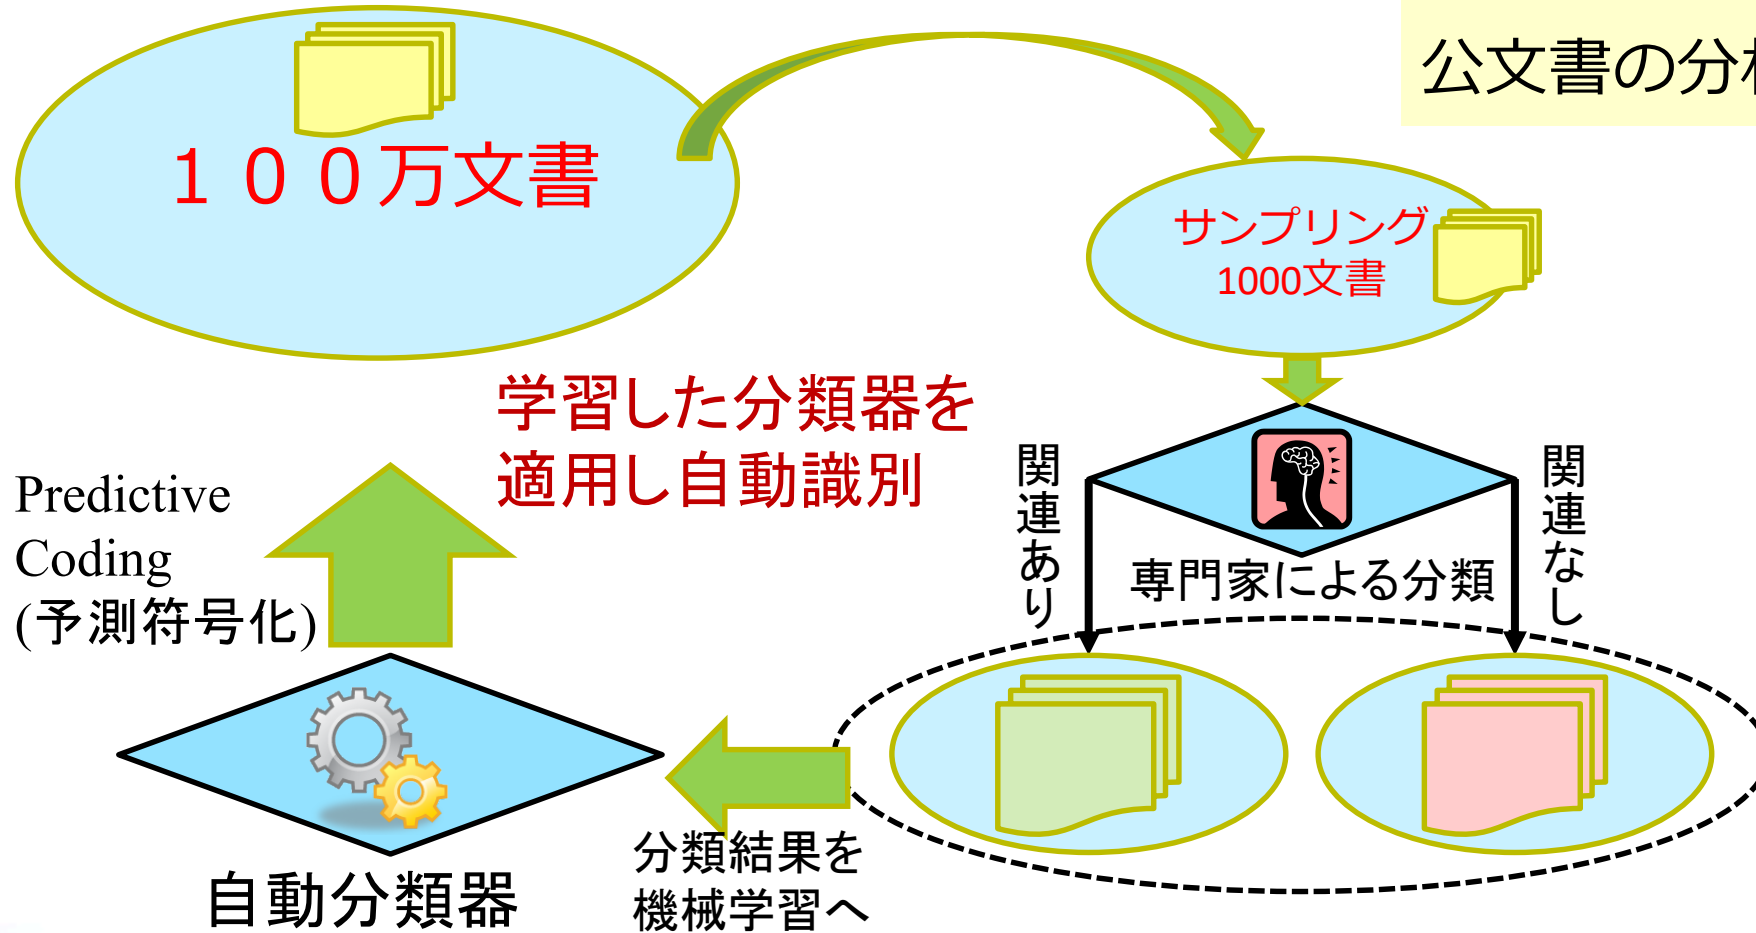 公文書の分
１００万文書
サンプリング
1000文書
学習した分類器を
適用し自動識別
Predictive
Coding
(予測符号化)
関連あり
関連なし
専門家による分類
自動分類器
分類結果を
機械学習へ